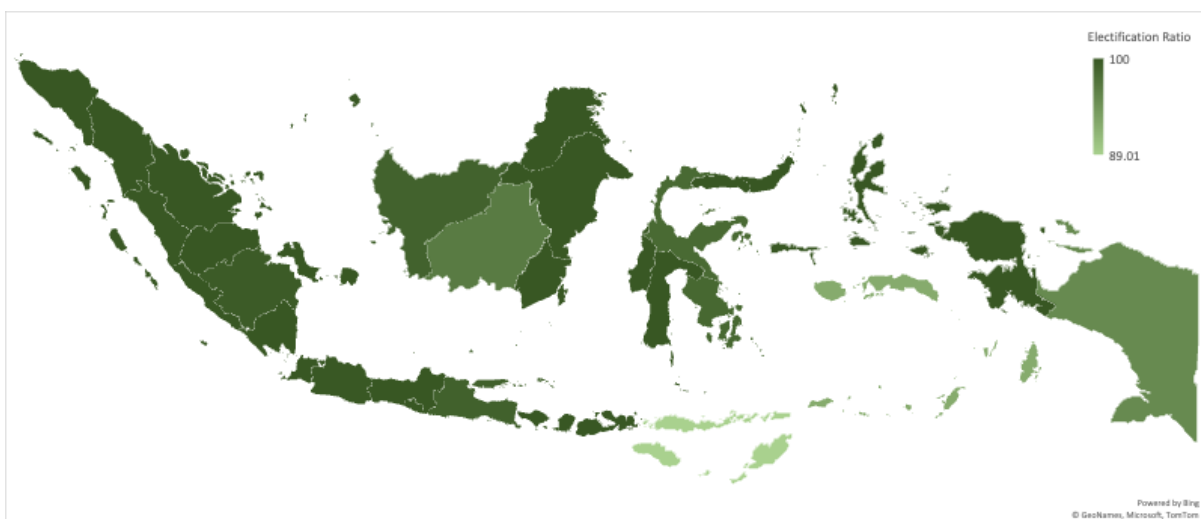 Electification Ratio
100
89.01
Powered by Bing
© GeoNames, Microsoft, TomTom